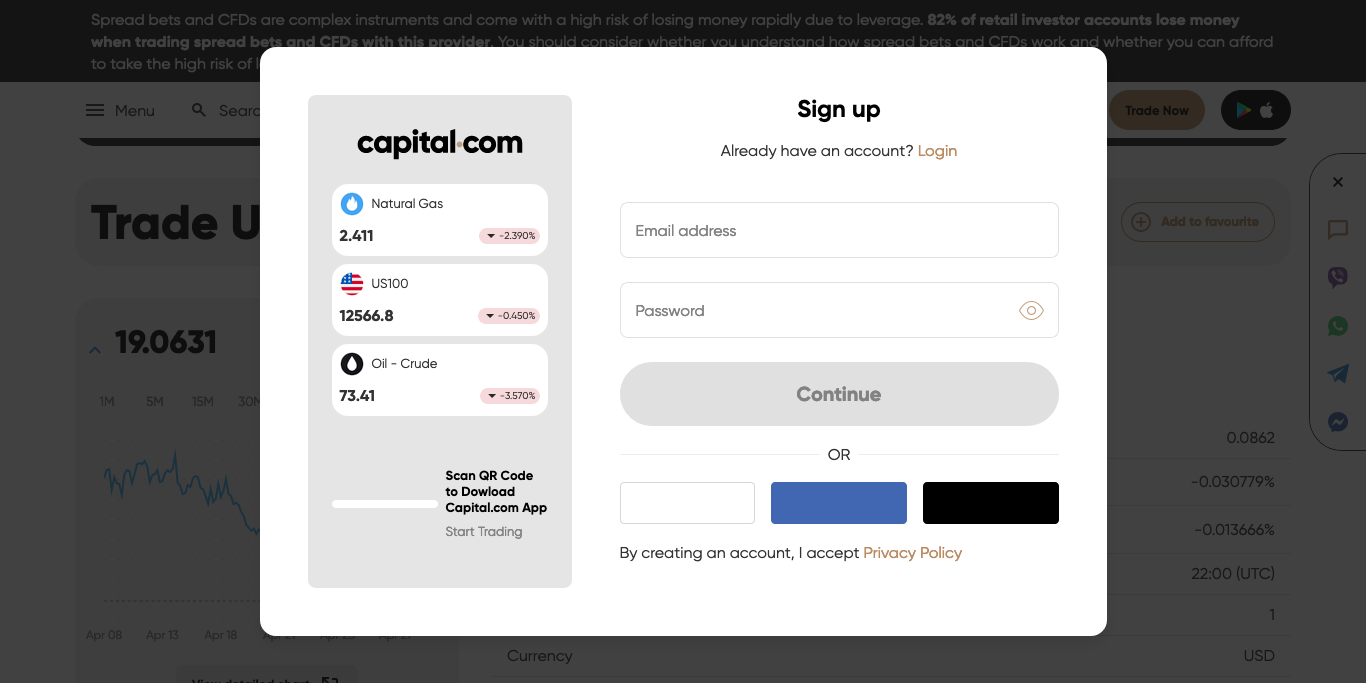 Spread bets and CFDs are complex instruments and come with a high risk of losing money rapidly due to leverage. 82% of retail investor accounts lose money
when trading spread bets and CFDs with this provider. You should consider whether you understand how spread bets and CFDs work and whether you can afford
to take the high risk of
Menu
Trade Now
Trade
Add to favourite
19.0631
1M 5M 15M 30M
Apr 08 Apr 13 Apr 18 Apr 21
View detailed chart
capital.com
Natural Gas
2.411
-2.390%
US100
12566.8
-0.450%
Oil - Crude
73.41
-3.570%
Scan QR Code
to Dowload
Capital.com App
Start Trading
Sign up
Already have an account? Login
Email address
Password
Continue
OR
By creating an account, I accept Privacy Policy
0.0862
-0.030779%
-0.013666%
22:00 (UTC)
1
Currency USD